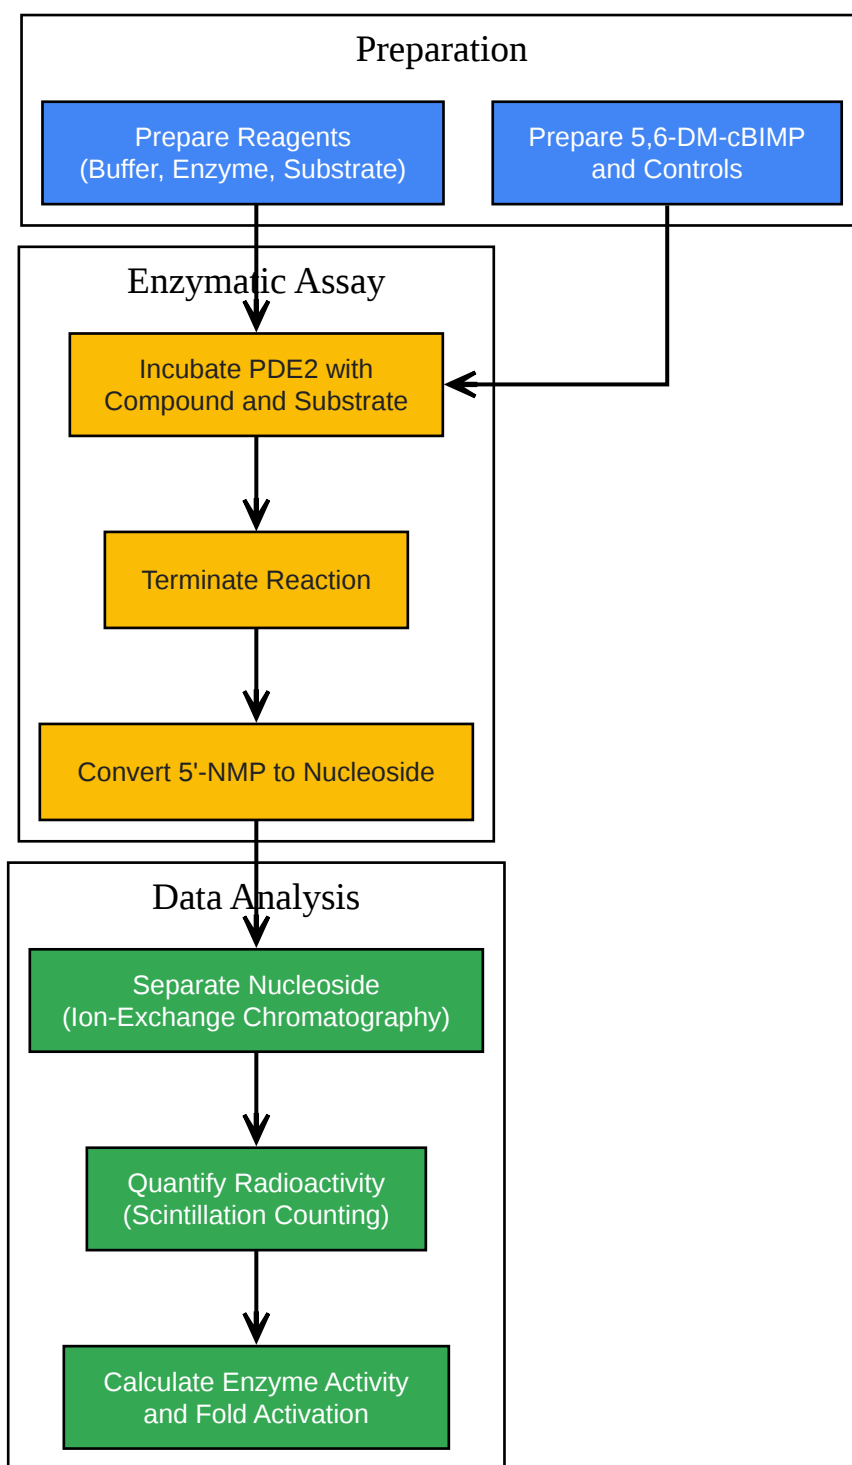 Preparation
Prepare Reagents
(Buffer, Enzyme, Substrate)
Prepare 5,6-DM-cBIMP
and Controls
Enzymatic Assay
Incubate PDE2 with
Compound and Substrate
Terminate Reaction
Convert 5'-NMP to Nucleoside
Data Analysis
Separate Nucleoside
(Ion-Exchange Chromatography)
Quantify Radioactivity
(Scintillation Counting)
Calculate Enzyme Activity
and Fold Activation